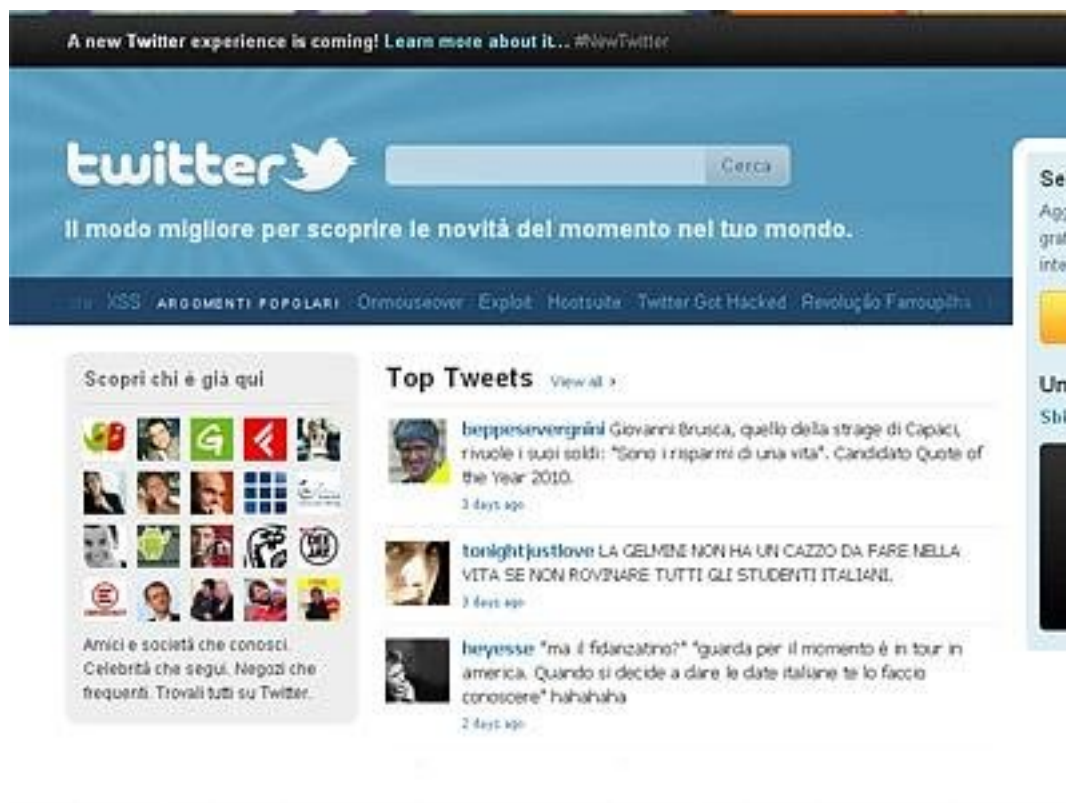 A new Twitter experience is coming! Learn more about it... #NewTwitter
twitter
Cerca
Il modo migliore per scoprire le novità del momento nel tuo mondo.
XSS ARGOMENTI POPOLARI Onmouseover Exploit Hootsuite Twitter Got Hacked Revolução Farroupilha
Scopri chi è già qui
Amici e società che conosci.
Celebrità che segui. Negozi che
frequenti. Trovali tutti su Twitter.
Top Tweets View all ›
beppesevergnini Giovanni Brusca, quello della strage di Capaci,
rivuole i suoi soldi: "Sono i risparmi di una vita". Candidato Quote of
the Year 2010.
3 days ago
tonightjustlove LA GELMINI NON HA UN CAZZO DA FARE NELLA
VITA SE NON ROVINARE TUTTI GLI STUDENTI ITALIANI.
3 days ago
heyesse "ma il fidanzatino?" "guarda per il momento è in tour in
america. Quando si decide a dare le date italiane te lo faccio
conoscere" hahahaha
2 days ago
Se
Agg
grat
inte
Un
Sbi